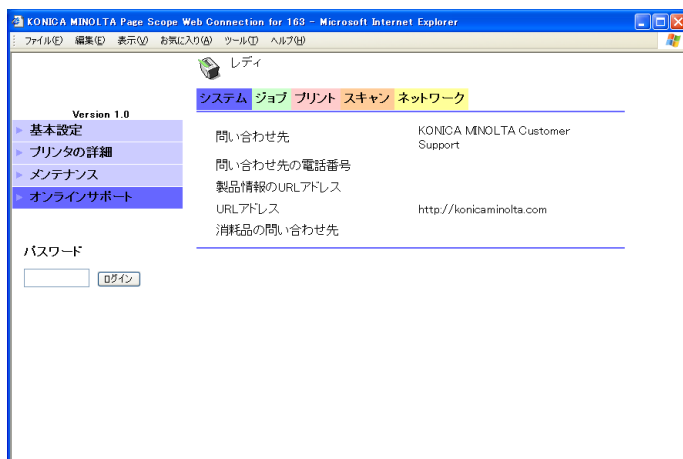 KONICA MINOLTA Page Scope Web Connection for 163 - Microsoft Internet Explorer
ファイル(F) 編集(E) 表示(V) お気に入り(A) ツール(T) ヘルプ(H)
レディ
システム ジョブ プリント スキャン ネットワーク
Version 1.0
基本設定
プリンタの詳細
メンテナンス
オンラインサポート
問い合わせ先 KONICA MINOLTA Customer
Support
問い合わせ先の電話番号
製品情報のURLアドレス
URLアドレス http://konicaminolta.com
消耗品の問い合わせ先
パスワード
ログイン